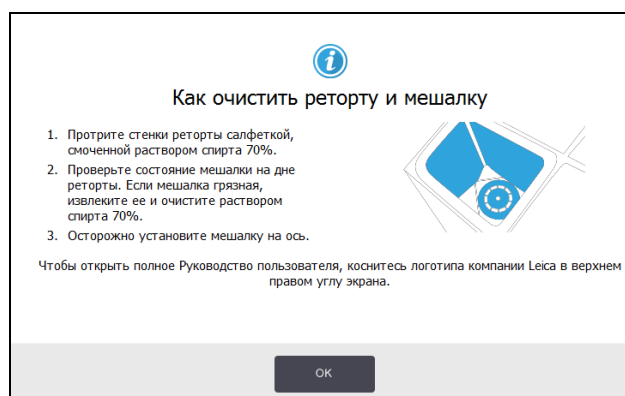 Как очистить реторту и мешалку
1. Протрите стенки реторты салфеткой,
смоченной раствором спирта 70%.
2. Проверьте состояние мешалки на дне
реторты. Если мешалка грязная,
извлеките ее и очистите раствором
спирта 70%.
3. Осторожно установите мешалку на ось.
Чтобы открыть полное Руководство пользователя, коснитесь логотипа компании Leica в верхнем
правом углу экрана.
OK